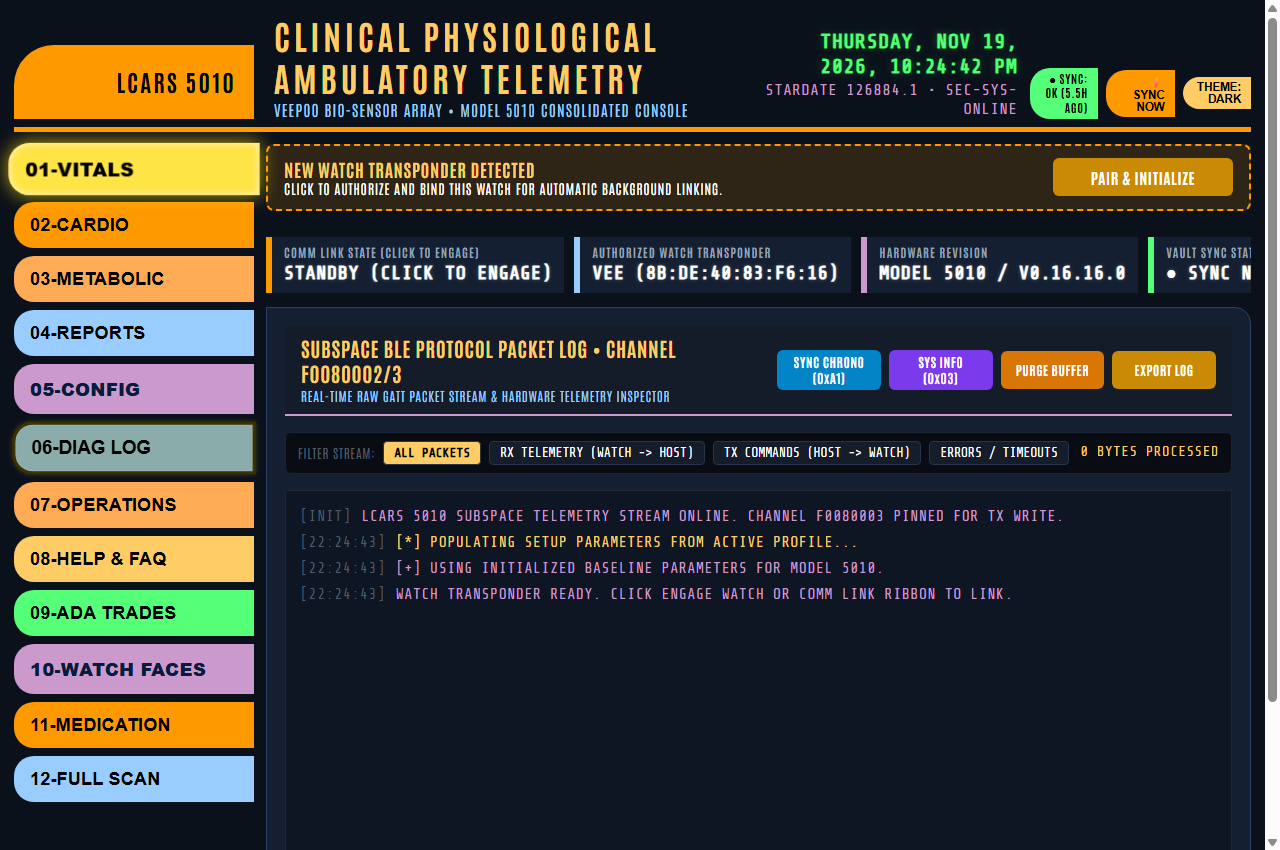 LCARS 5010
CLINICAL PHYSIOLOGICAL
AMBULATORY TELEMETRY
VEEPOO BIO-SENSOR ARRAY • MODEL 5010 CONSOLIDATED CONSOLE
THURSDAY, NOV 19,
2026, 10:24:42 PM
STARDATE 126884.1 · SEC-SYS-
ONLINE
● SYNC:
OK (5.5H
AGO)
SYNC
NOW
THEME:
DARK
01-VITALS
02-CARDIO
03-METABOLIC
04-REPORTS
05-CONFIG
06-DIAG LOG
07-OPERATIONS
08-HELP & FAQ
09-ADA TRADES
10-WATCH FACES
11-MEDICATION
12-FULL SCAN
NEW WATCH TRANSPONDER DETECTED
CLICK TO AUTHORIZE AND BIND THIS WATCH FOR AUTOMATIC BACKGROUND LINKING.
PAIR & INITIALIZE
COMM LINK STATE (CLICK TO ENGAGE)
STANDBY (CLICK TO ENGAGE)
AUTHORIZED WATCH TRANSPONDER
VEE (8B:DE:40:83:F6:16)
HARDWARE REVISION
MODEL 5010 / V0.16.16.0
VAULT SYNC STAT
● SYNC N
SUBSPACE BLE PROTOCOL PACKET LOG • CHANNEL
F0080002/3
REAL-TIME RAW GATT PACKET STREAM & HARDWARE TELEMETRY INSPECTOR
SYNC CHRONO
(0xA1)
SYS INFO
(0x03)
PURGE BUFFER
EXPORT LOG
FILTER STREAM:
ALL PACKETS
RX TELEMETRY (WATCH -> HOST)
TX COMMANDS (HOST -> WATCH)
ERRORS / TIMEOUTS
0 BYTES PROCESSED
[INIT] LCARS 5010 SUBSPACE TELEMETRY STREAM ONLINE. CHANNEL F0080003 PINNED FOR TX WRITE.
[22:24:43] [*] POPULATING SETUP PARAMETERS FROM ACTIVE PROFILE...
[22:24:43] [+] USING INITIALIZED BASELINE PARAMETERS FOR MODEL 5010.
[22:24:43] WATCH TRANSPONDER READY. CLICK ENGAGE WATCH OR COMM LINK RIBBON TO LINK.